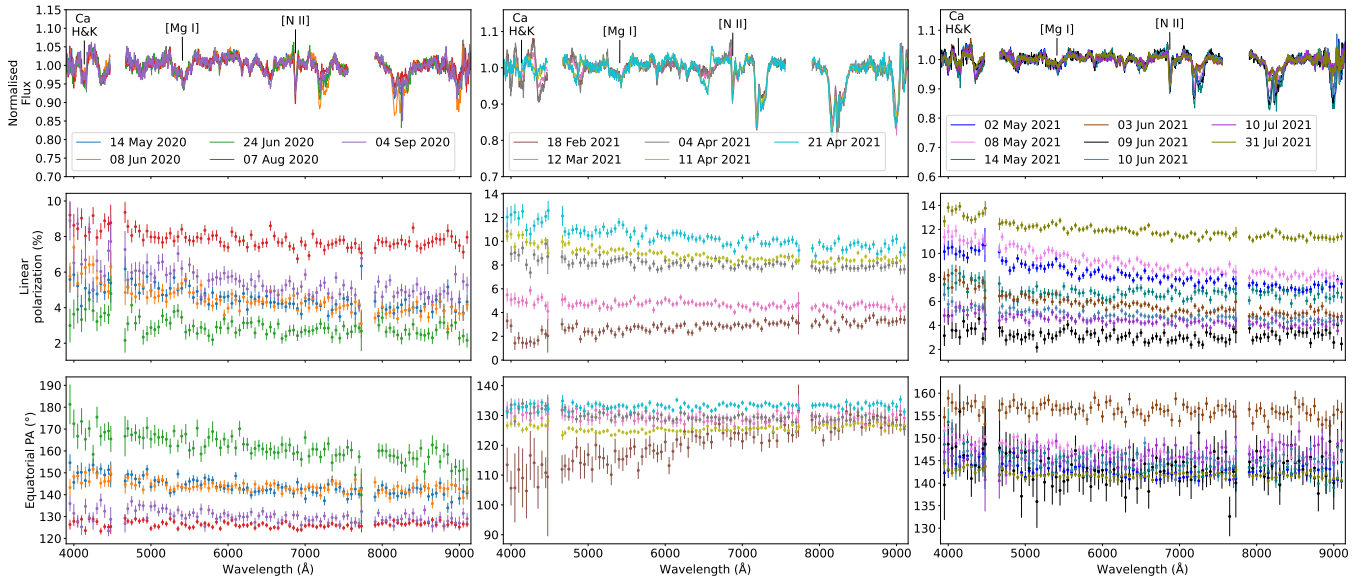 Ca
H&K
[Mg I]
[N II]
Normalised
Flux
1.15
1.10
1.05
1.00
0.95
0.90
0.85
0.80
0.75
0.70
14 May 2020
24 Jun 2020
04 Sep 2020
08 Jun 2020
07 Aug 2020
Ca
H&K
[Mg I]
[N II]
1.1
1.0
0.9
0.8
0.7
18 Feb 2021
04 Apr 2021
21 Apr 2021
12 Mar 2021
11 Apr 2021
Ca
H&K
[Mg I]
[N II]
1.1
1.0
0.9
0.8
0.7
0.6
02 May 2021
03 Jun 2021
10 Jul 2021
08 May 2021
09 Jun 2021
31 Jul 2021
14 May 2021
10 Jun 2021
Linear
polarization (%)
10
8
6
4
2
14
12
10
8
6
4
2
0
14
12
10
8
6
4
2
Equatorial PA (°)
190
180
170
160
150
140
130
120
140
130
120
110
100
90
160
155
150
145
140
135
130
4000 5000 6000 7000 8000 9000
Wavelength (Å)
4000 5000 6000 7000 8000 9000
Wavelength (Å)
4000 5000 6000 7000 8000 9000
Wavelength (Å)